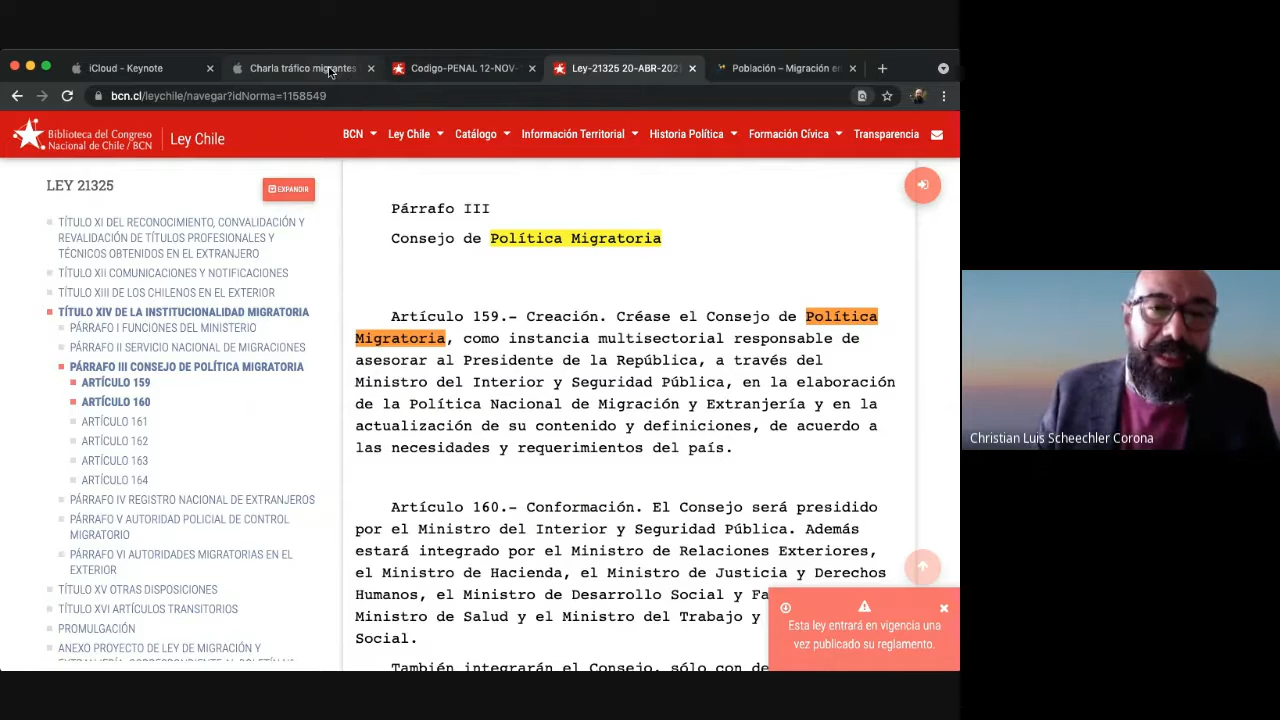 iCloud - Keynote
Charla tráfico migrantes
Codigo-PENAL 12-NOV-
Ley-21325 20-ABR-2021
Población – Migración en
bcn.cl/leychile/navegar?idNorma=1158549
Biblioteca del Congreso
Nacional de Chile / BCN
Ley Chile
BCN
Ley Chile
Catálogo
Información Territorial
Historia Política
Formación Cívica
Transparencia
LEY 21325
EXPANDIR
TÍTULO XI DEL RECONOCIMIENTO, CONVALIDACIÓN Y
REVALIDACIÓN DE TÍTULOS PROFESIONALES Y
TÉCNICOS OBTENIDOS EN EL EXTRANJERO
TÍTULO XII COMUNICACIONES Y NOTIFICACIONES
TÍTULO XIII DE LOS CHILENOS EN EL EXTERIOR
TÍTULO XIV DE LA INSTITUCIONALIDAD MIGRATORIA
PÁRRAFO I FUNCIONES DEL MINISTERIO
PÁRRAFO II SERVICIO NACIONAL DE MIGRACIONES
PÁRRAFO III CONSEJO DE POLÍTICA MIGRATORIA
ARTÍCULO 159
ARTÍCULO 160
ARTÍCULO 161
ARTÍCULO 162
ARTÍCULO 163
ARTÍCULO 164
PÁRRAFO IV REGISTRO NACIONAL DE EXTRANJEROS
PÁRRAFO V AUTORIDAD POLICIAL DE CONTROL
MIGRATORIO
PÁRRAFO VI AUTORIDADES MIGRATORIAS EN EL
EXTERIOR
TÍTULO XV OTRAS DISPOSICIONES
TÍTULO XVI ARTÍCULOS TRANSITORIOS
PROMULGACIÓN
ANEXO PROYECTO DE LEY DE MIGRACIÓN Y
Párrafo III
Consejo de Política Migratoria
Artículo 159.- Creación. Créase el Consejo de Política
Migratoria, como instancia multisectorial responsable de
asesorar al Presidente de la República, a través del
Ministro del Interior y Seguridad Pública, en la elaboración
de la Política Nacional de Migración y Extranjería y en la
actualización de su contenido y definiciones, de acuerdo a
las necesidades y requerimientos del país.
Artículo 160.- Conformación. El Consejo será presidido
por el Ministro del Interior y Seguridad Pública. Además
estará integrado por el Ministro de Relaciones Exteriores,
el Ministro de Hacienda, el Ministro de Justicia y Derechos
Humanos, el Ministro de Desarrollo Social y Fa
Ministro de Salud y el Ministro del Trabajo y
Social.
También integrarán el Consejo, sólo con de
Esta ley entrará en vigencia una
vez publicado su reglamento.
Christian Luis Scheechler Corona